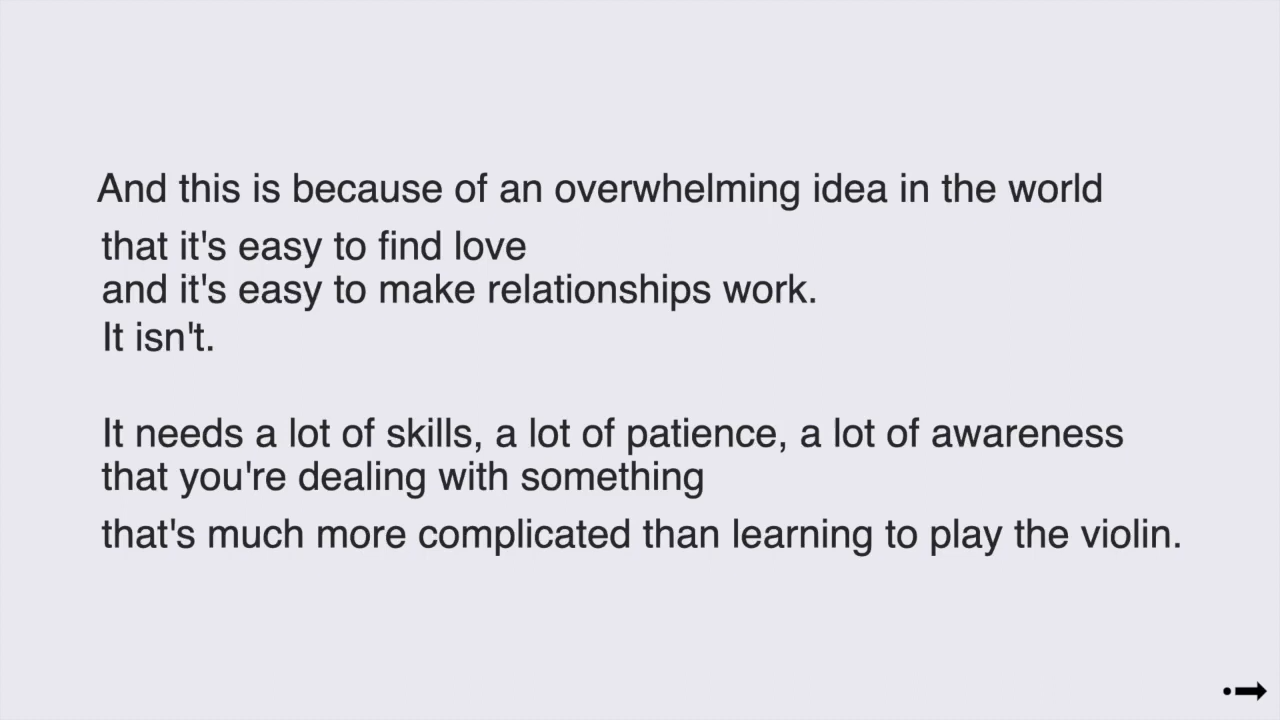 And this is because of an overwhelming idea in the world
that it's easy to find love
and it's easy to make relationships work.
It isn't.
It needs a lot of skills, a lot of patience, a lot of awareness
that you're dealing with something
that's much more complicated than learning to play the violin.